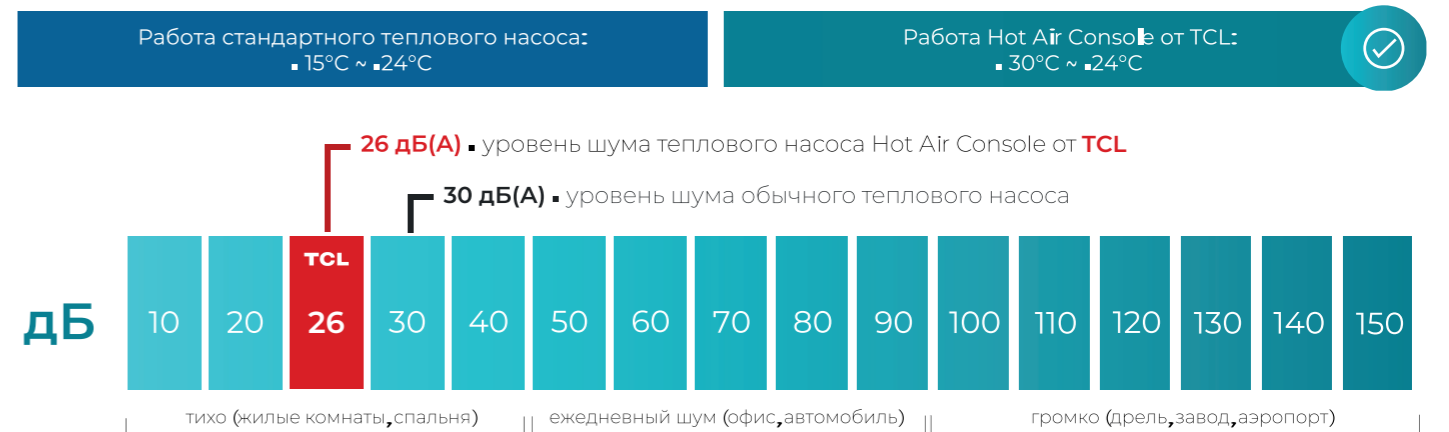 Работа стандартного теплового насоса:
- 15°C ~ -24°C
Работа Hot Air Console от TCL:
- 30°C ~ -24°C
26 дБ(А) - уровень шума теплового насоса Hot Air Console от TCL
30 дБ(А) - уровень шума обычного теплового насоса
TCL
дБ 10 20 26 30 40 50 60 70 80 90 100 110 120 130 140 150
тихо (жилые комнаты, спальня) ежедневный шум (офис, автомобиль) громко (дрель, завод, аэропорт)